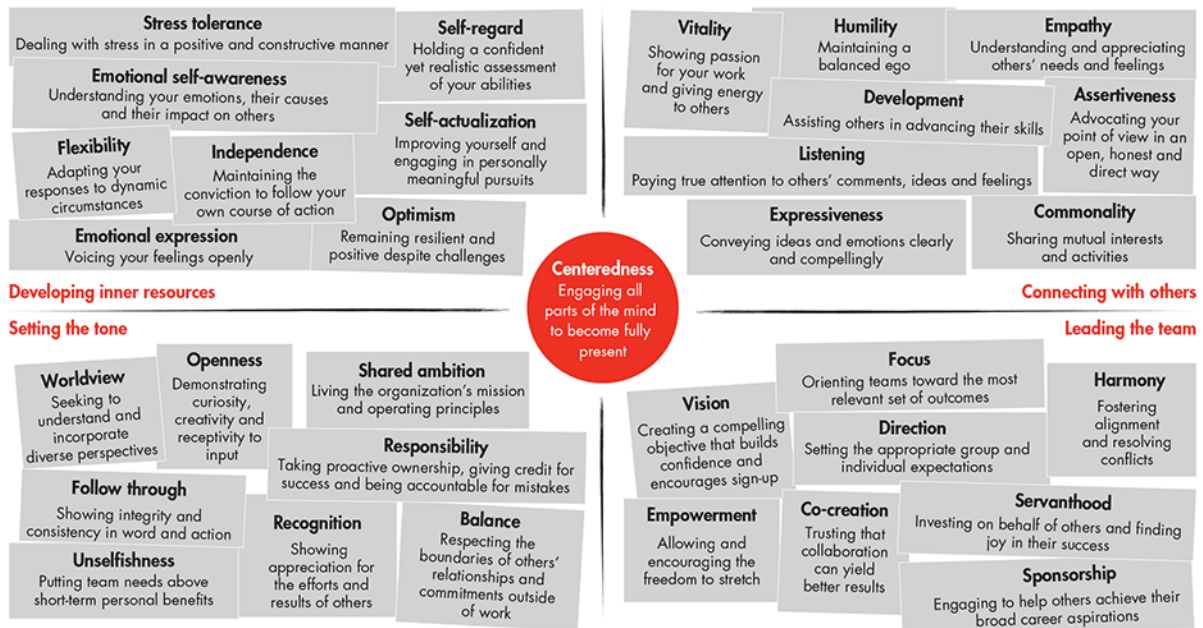 Stress tolerance
Dealing with stress in a positive and constructive manner
Self-regard
Holding a confident
yet realistic assessment
of your abilities
Emotional self-awareness
Understanding your emotions, their causes
and their impact on others
Self-actualization
Improving yourself and
engaging in personally
meaningful pursuits
Flexibility
Adapting your
responses to dynamic
circumstances
Independence
Maintaining the
conviction to follow your
own course of action
Optimism
Remaining resilient and
positive despite challenges
Emotional expression
Voicing your feelings openly
Developing inner resources
Vitality
Showing passion
for your work
and giving energy
to others
Humility
Maintaining a
balanced ego
Empathy
Understanding and appreciating
others’ needs and feelings
Development
Assisting others in advancing their skills
Assertiveness
Advocating your
point of view in an
open, honest and
direct way
Listening
Paying true attention to others’ comments, ideas and feelings
Expressiveness
Conveying ideas and emotions clearly
and compellingly
Commonality
Sharing mutual interests
and activities
Connecting with others
Centeredness
Engaging all
parts of the mind
to become fully
present
Setting the tone
Worldview
Seeking to
understand and
incorporate
diverse perspectives
Openness
Demonstrating
curiosity,
creativity and
receptivity to
input
Shared ambition
Living the organization’s mission
and operating principles
Responsibility
Taking proactive ownership, giving credit for
success and being accountable for mistakes
Follow through
Showing integrity and
consistency in word and action
Recognition
Showing
appreciation for
the efforts and
results of others
Balance
Respecting the
boundaries of others’
relationships and
commitments outside
of work
Unselfishness
Putting team needs above
short-term personal benefits
Leading the team
Focus
Orienting teams toward the most
relevant set of outcomes
Harmony
Fostering
alignment
and resolving
conflicts
Vision
Creating a compelling
objective that builds
confidence and
encourages sign-up
Direction
Setting the appropriate group and
individual expectations
Empowerment
Allowing and
encouraging the
freedom to stretch
Co-creation
Trusting that
collaboration
can yield
better results
Servanthood
Investing on behalf of others and finding
joy in their success
Sponsorship
Engaging to help others achieve their
broad career aspirations